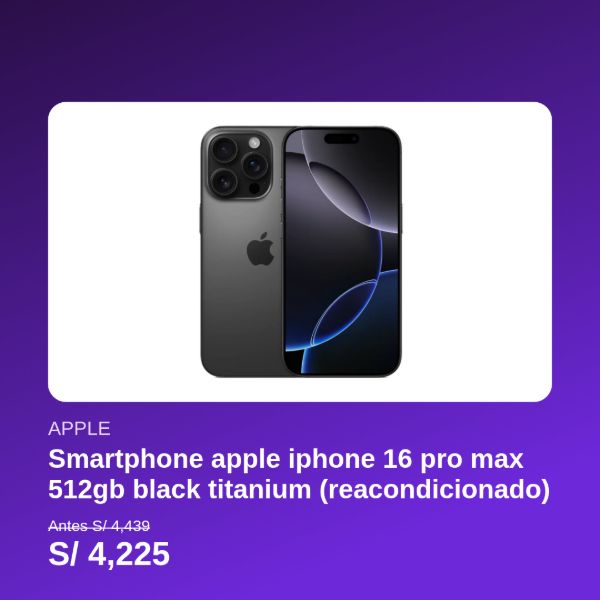 APPLE
Smartphone apple iphone 16 pro max
512gb black titanium (reacondicionado)
Antes S/ 4,439
S/ 4,225